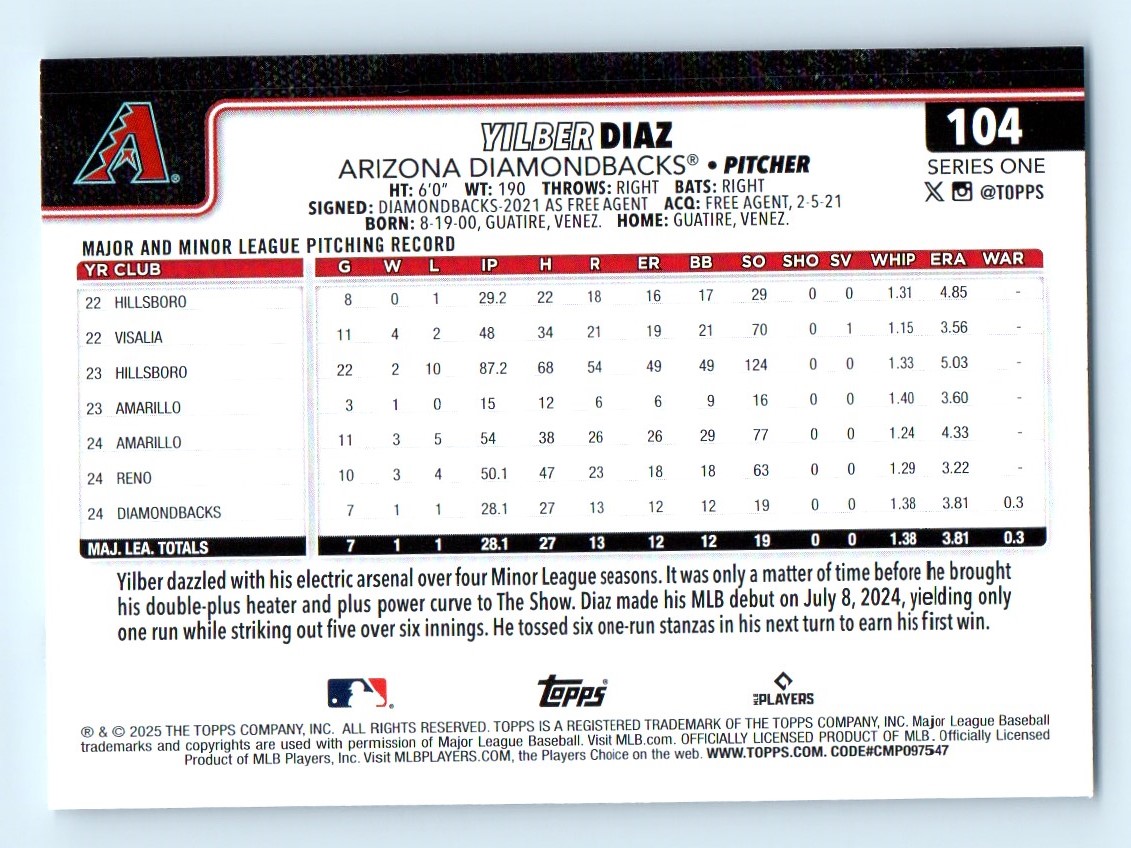 104
YILBER DIAZ
SERIES ONE
ARIZONA DIAMONDBACKS® • PITCHER
@TOPPS
HT: 6'0" WT: 190 THROWS: RIGHT BATS: RIGHT
SIGNED: DIAMONDBACKS-2021 AS FREE AGENT ACQ: FREE AGENT, 2-5-21
BORN: 8-19-00, GUATIRE, VENEZ. HOME: GUATIRE, VENEZ.
MAJOR AND MINOR LEAGUE PITCHING RECORD
YR CLUB G W L IP H R ER BB SO SHO SV WHIP ERA WAR
22 HILLSBORO 8 0 1 29.2 22 18 16 17 29 0 0 1.31 4.85 -
22 VISALIA 11 4 2 48 34 21 19 21 70 0 1 1.15 3.56 -
23 HILLSBORO 22 2 10 87.2 68 54 49 49 124 0 0 1.33 5.03 -
23 AMARILLO 3 1 0 15 12 6 6 9 16 0 0 1.40 3.60 -
24 AMARILLO 11 3 5 54 38 26 26 29 77 0 0 1.24 4.33 -
24 RENO 10 3 4 50.1 47 23 18 18 63 0 0 1.29 3.22 -
24 DIAMONDBACKS 7 1 1 28.1 27 13 12 12 19 0 0 1.38 3.81 0.3
MAJ. LEA. TOTALS 7 1 1 28.1 27 13 12 12 19 0 0 1.38 3.81 0.3
Yilber dazzled with his electric arsenal over four Minor League seasons. It was only a matter of time before he brought
his double-plus heater and plus power curve to The Show. Diaz made his MLB debut on July 8, 2024, yielding only
one run while striking out five over six innings. He tossed six one-run stanzas in his next turn to earn his first win.
Topps®
MLB PLAYERS
® & © 2025 THE TOPPS COMPANY, INC. ALL RIGHTS RESERVED. TOPPS IS A REGISTERED TRADEMARK OF THE TOPPS COMPANY, INC. Major League Baseball
trademarks and copyrights are used with permission of Major League Baseball. Visit MLB.com. OFFICIALLY LICENSED PRODUCT OF MLB. Officially Licensed
Product of MLB Players, Inc. Visit MLBPLAYERS.COM, the Players Choice on the web. WWW.TOPPS.COM. CODE#CMP097547